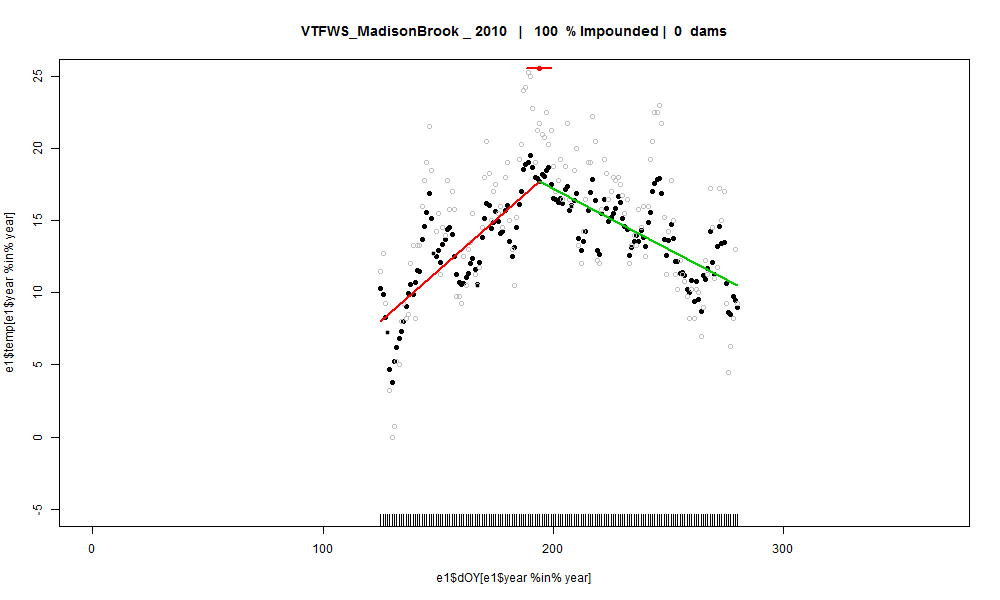 VTFWS_MadisonBrook _ 2010 | 100 % Impounded | 0 dams
25
20
15
10
5
0
-5
e1$temp[e1$year %in% year]
0 100 200 300
e1$dOY[e1$year %in% year]